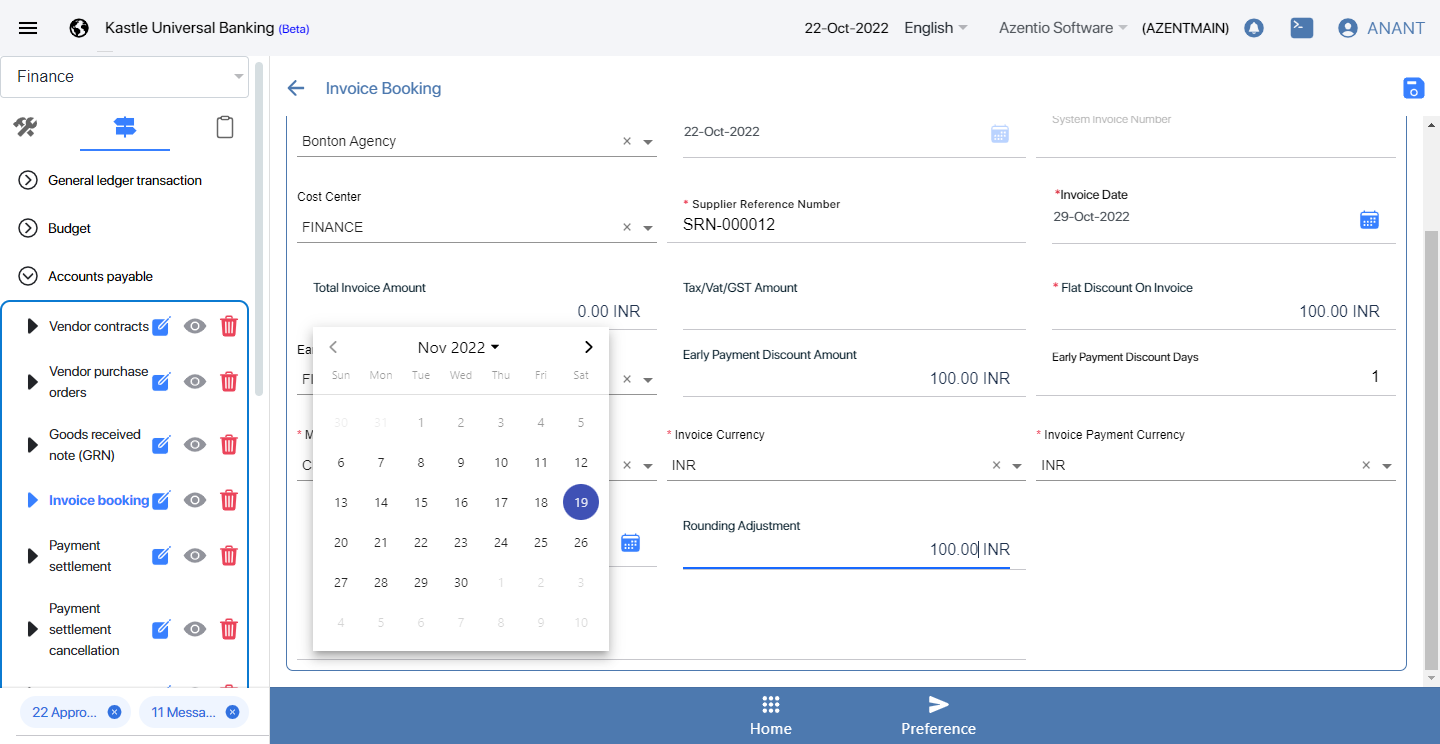 Kastle Universal Banking (Beta)
22-Oct-2022
English
Azentio Software
(AZENTMAIN)
ANANT
Finance
General ledger transaction
Budget
Accounts payable
Vendor contracts
Vendor purchase
orders
Goods received
note (GRN)
Invoice booking
Payment
settlement
Payment
settlement
cancellation
22 Appro...
11 Messa...
Invoice Booking
Bonton Agency
22-Oct-2022
System Invoice Number
Cost Center
FINANCE
* Supplier Reference Number
SRN-000012
*Invoice Date
29-Oct-2022
Total Invoice Amount
0.00 INR
Tax/Vat/GST Amount
* Flat Discount On Invoice
100.00 INR
Early Payment Discount Amount
100.00 INR
Early Payment Discount Days
1
* Invoice Currency
INR
* Invoice Payment Currency
INR
Rounding Adjustment
100.00 INR
Nov 2022
Sun Mon Tue Wed Thu Fri Sat
30 31 1 2 3 4 5
6 7 8 9 10 11 12
13 14 15 16 17 18 19
20 21 22 23 24 25 26
27 28 29 30 1 2 3
4 5 6 7 8 9 10
Home
Preference